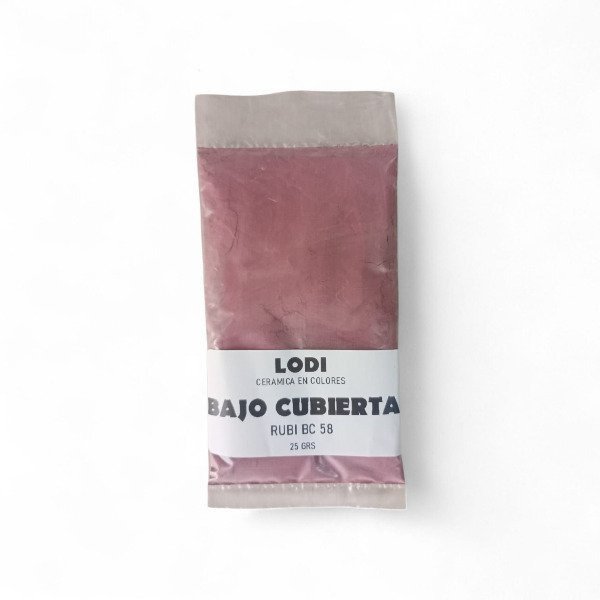 LODI
CERAMICA EN COLORES
BAJO CUBIERTA
RUBI BC 58
25 GRS